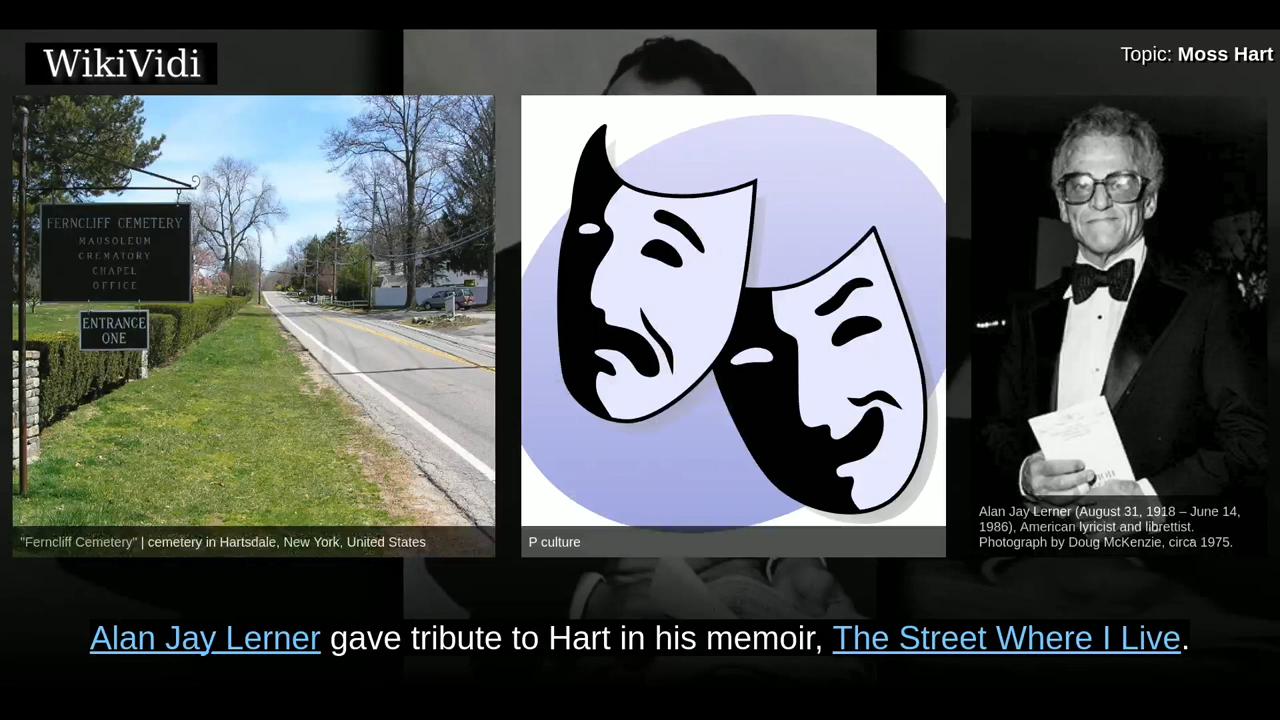 WikiVidi
Topic: Moss Hart
FERNCLIFF CEMETERY
MAUSOLEUM
CREMATORY
CHAPEL
OFFICE
ENTRANCE
ONE
"Ferncliff Cemetery" | cemetery in Hartsdale, New York, United States
P culture
Alan Jay Lerner (August 31, 1918 – June 14,
1986), American lyricist and librettist.
Photograph by Doug McKenzie, circa 1975.
Alan Jay Lerner gave tribute to Hart in his memoir, The Street Where I Live.